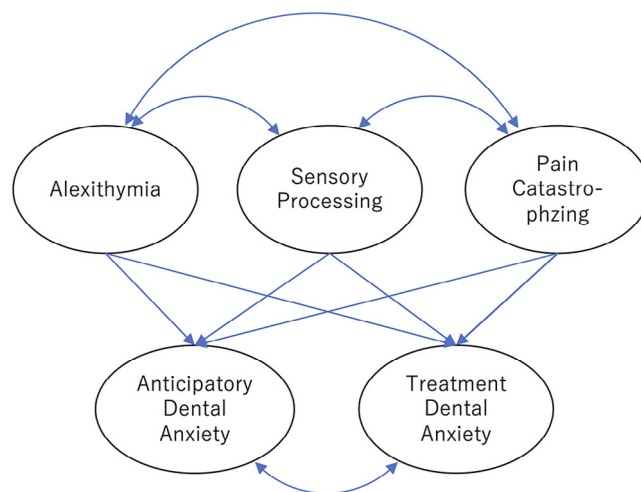 Alexithymia
Sensory
Processing
Pain
Catastro-
phzing
Anticipatory
Dental
Anxiety
Treatment
Dental
Anxiety